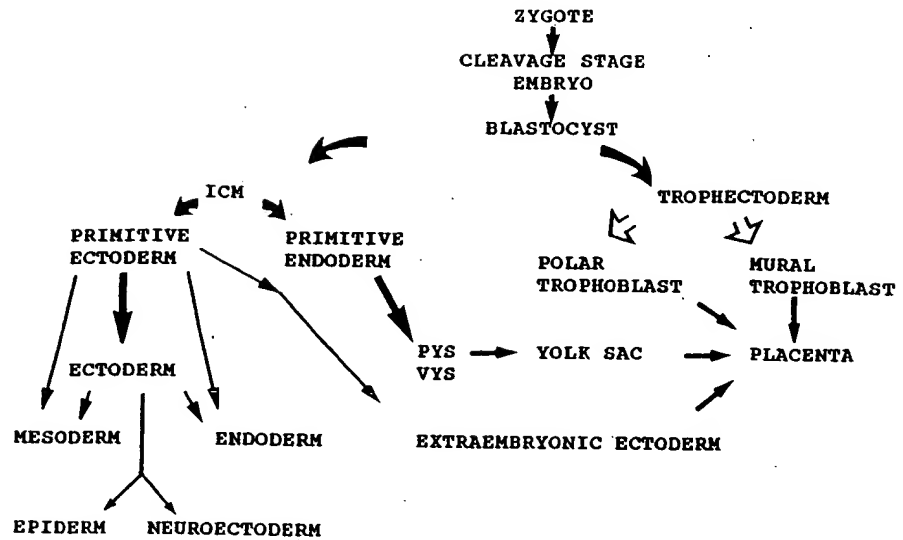 ZYGOTE
CLEAVAGE STAGE
EMBRYO
BLASTOCYST
ICM
TROPHECTODERM
PRIMITIVE
ECTODERM
PRIMITIVE
ENDODERM
POLAR
TROPHOBLAST
MURAL
TROPHOBLAST
PYS
VYS
YOLK SAC
PLACENTA
ECTODERM
MESODERM
ENDODERM
EXTRAEMBRYONIC ECTODERM
EPIDERM
NEUROECTODERM